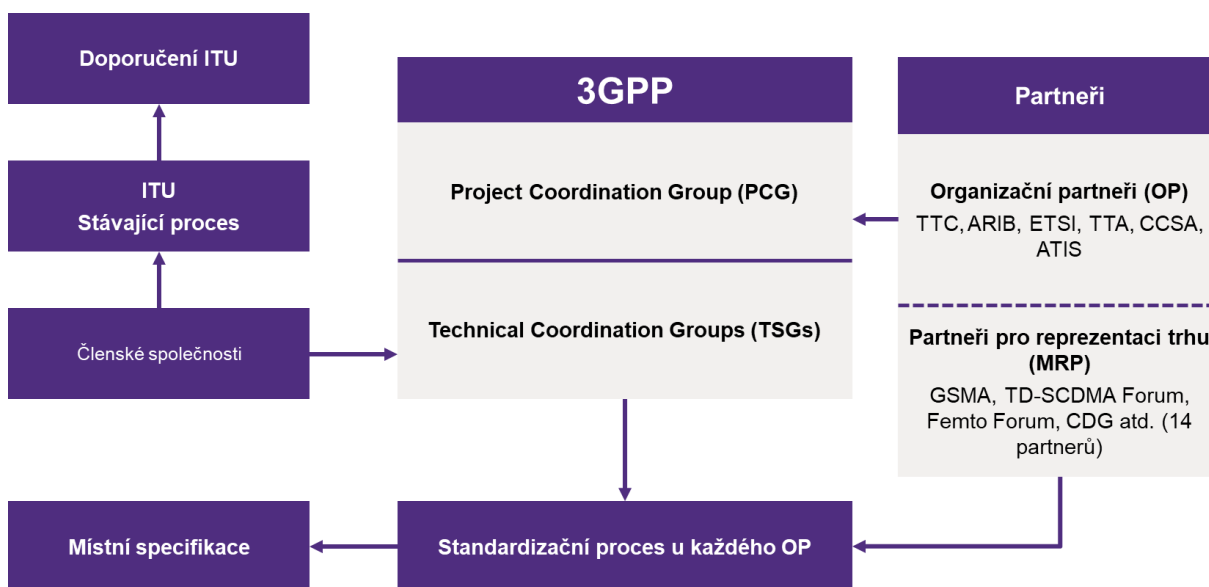 Doporučení ITU
ITU
Stávající proces
Členské společnosti
3GPP
Project Coordination Group (PCG)
Technical Coordination Groups (TSGs)
Partneři
Organizační partneři (OP)
TTC, ARIB, ETSI, TTA, CCSA,
ATIS
Partneři pro reprezentaci trhu
(MRP)
GSMA, TD-SCDMA Forum,
Femto Forum, CDG atd. (14
partnerů)
Místní specifikace
Standardizační proces u každého OP